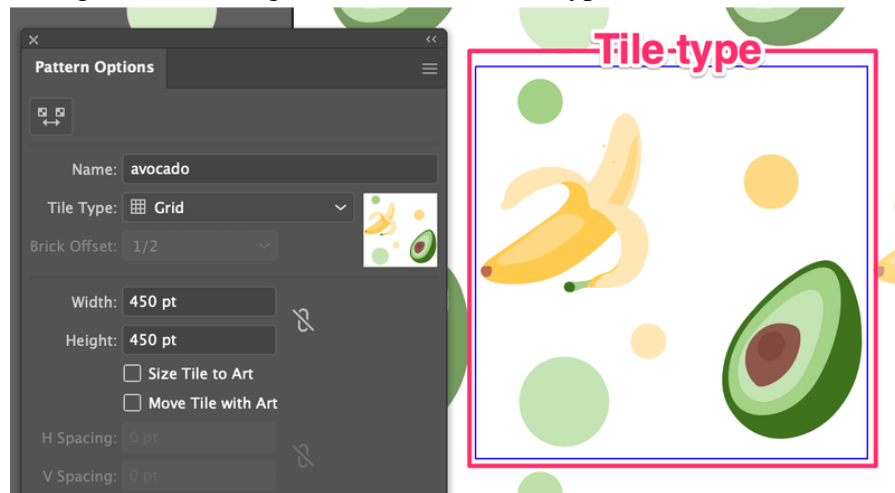 Tile-type
Pattern Options
Name: avocado
Tile Type: Grid
Brick Offset: 1/2
Width: 450 pt
Height: 450 pt
Size Tile to Art
Move Tile with Art
H Spacing: 0 pt
V Spacing: 0 pt